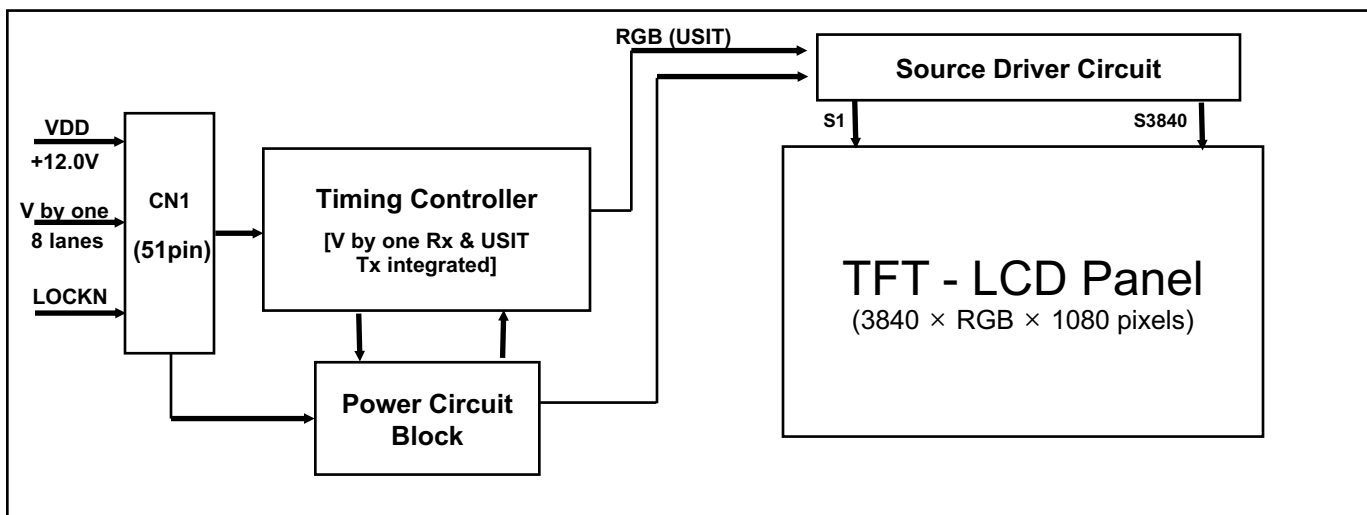 RGB (USIT)
Source Driver Circuit
S1
S3840
VDD
+12.0V
V by one
8 lanes
LOCKN
CN1
(51pin)
Timing Controller
[V by one Rx & USIT
Tx integrated]
Power Circuit
Block
TFT - LCD Panel
(3840 × RGB × 1080 pixels)